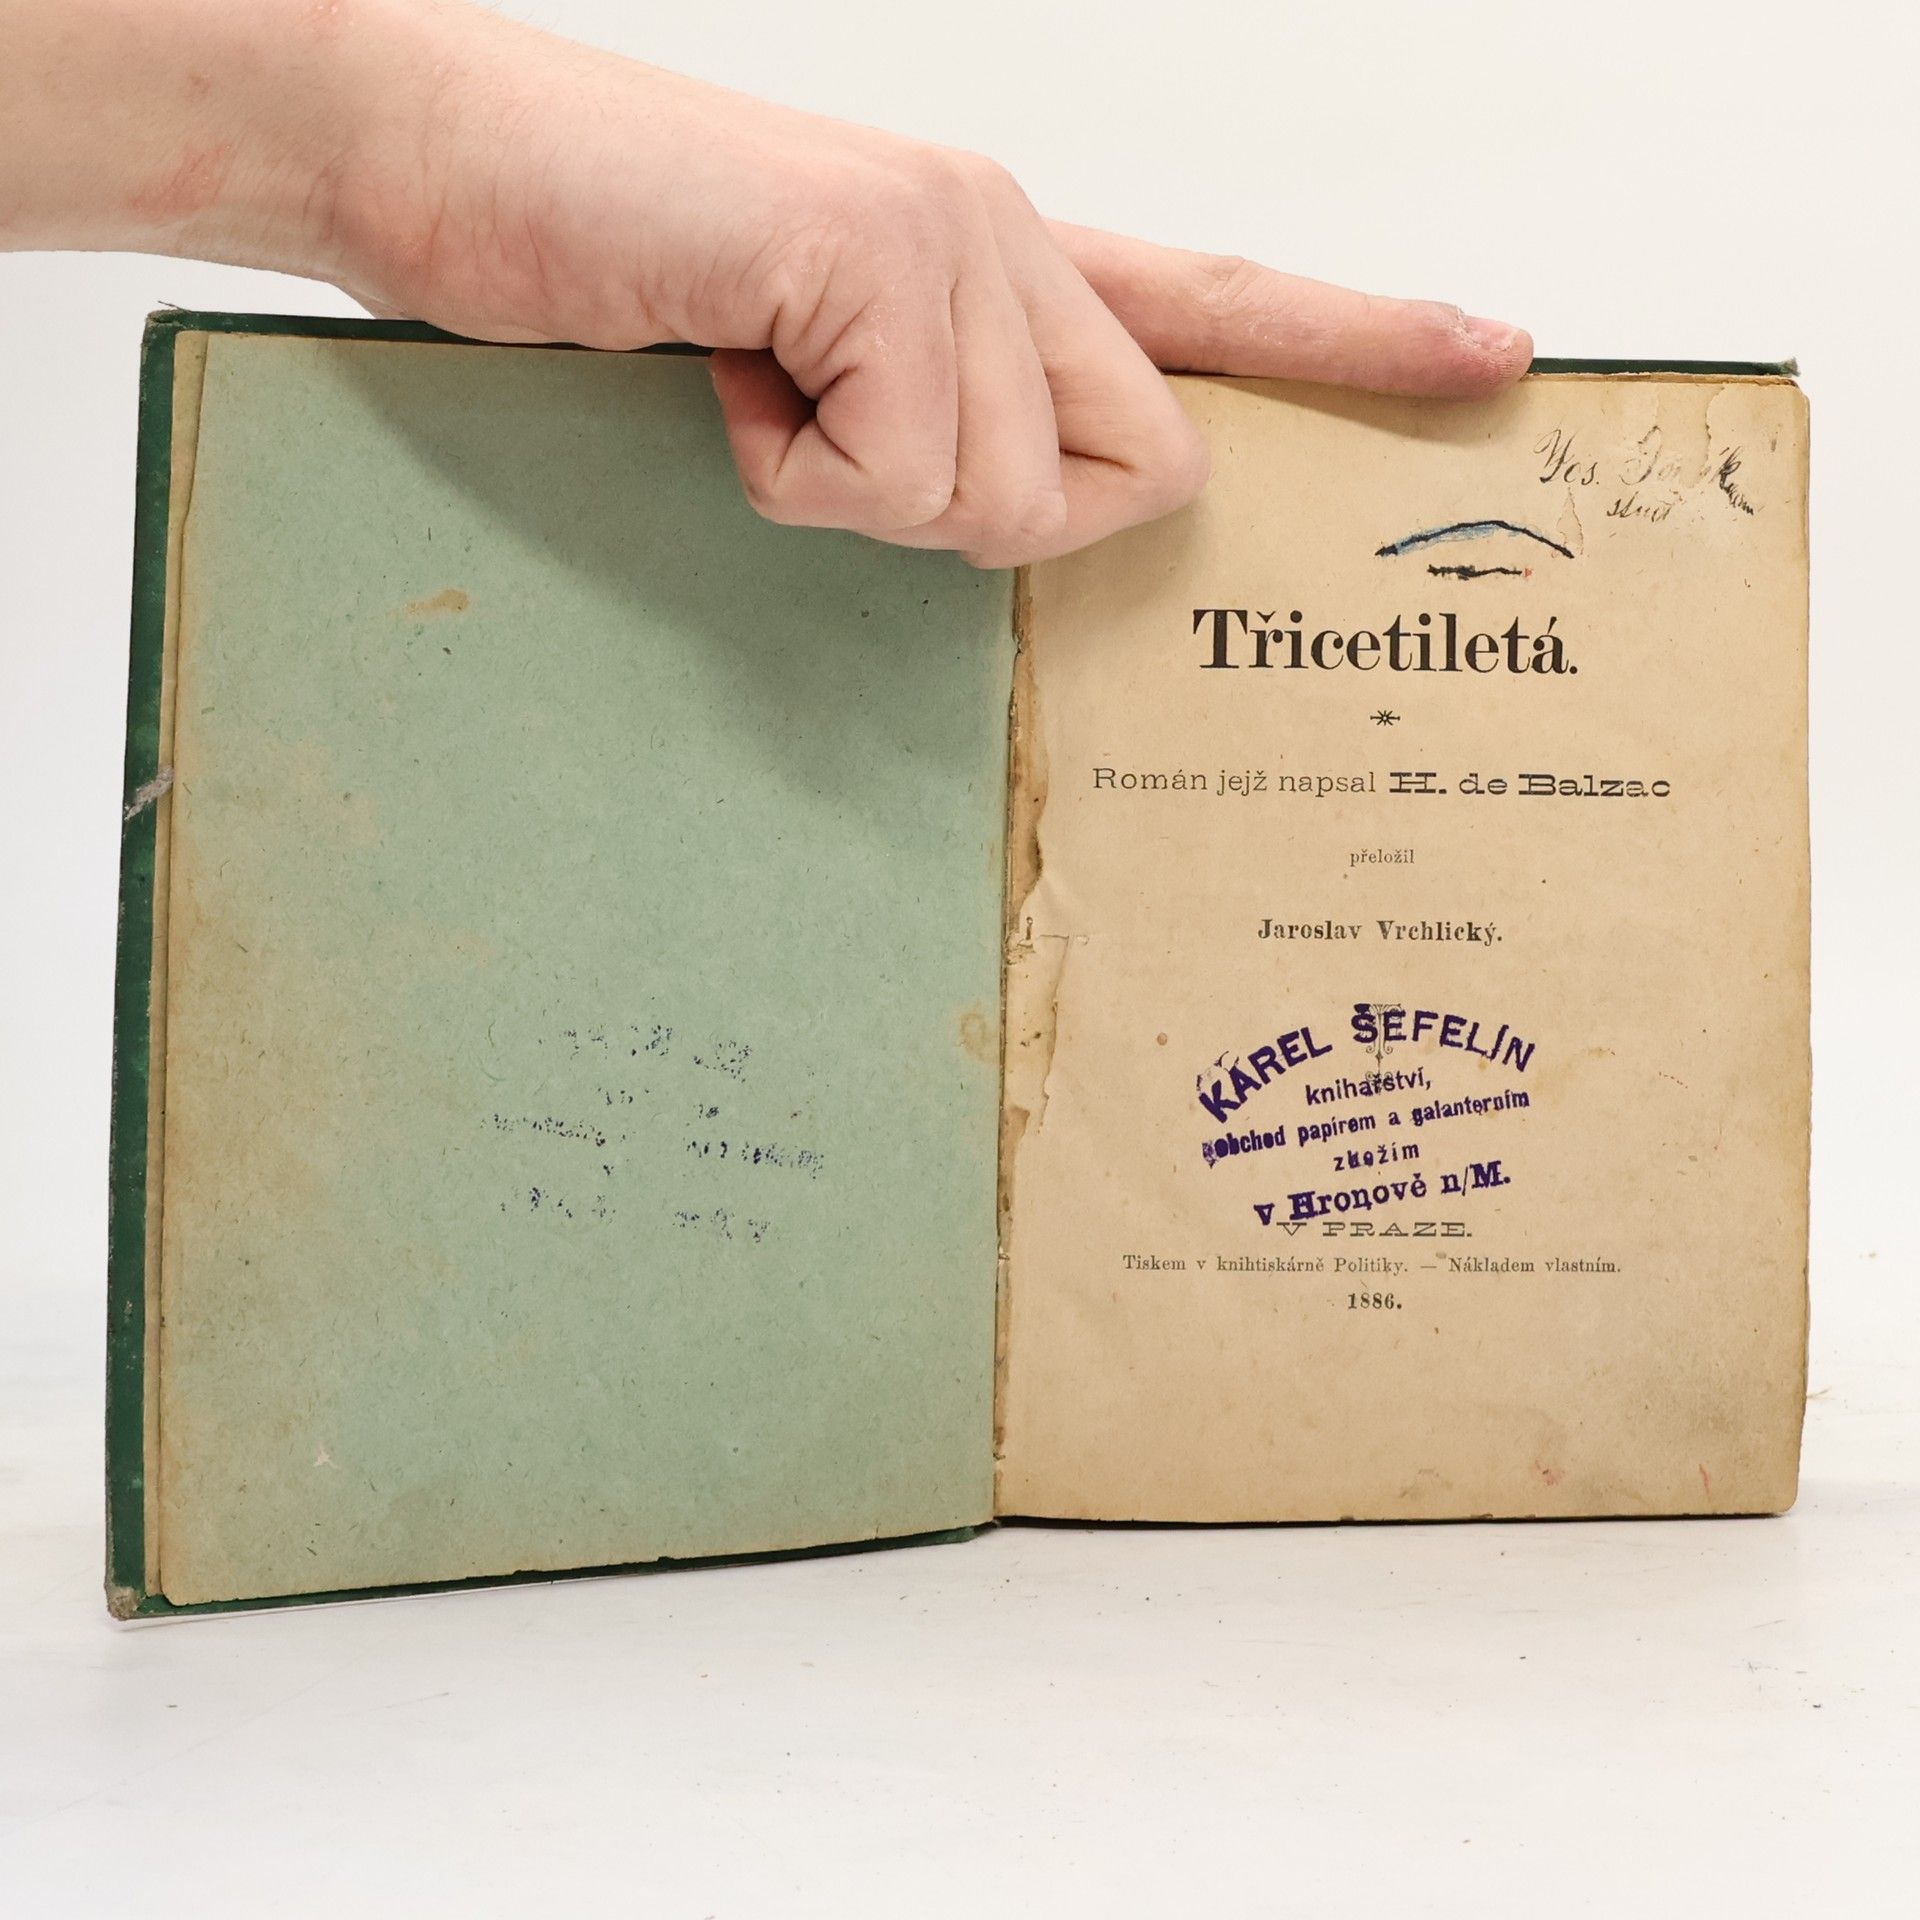 Třicetiletá.
Román jejž napsal H. de Balzac
přeložil
Jaroslav Vrchlický.
KAREL ŠEFELÍN
knihařství,
obchod papírem a galanterním
zbožím
v Hronově n/M.
V PRAZE.
Tiskem v knihtiskárně Politiky. — Nákladem vlastním.
1886.